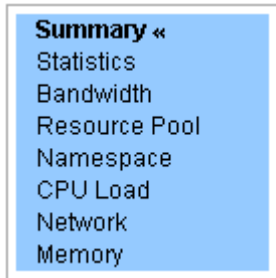 Summary «
Statistics
Bandwidth
Resource Pool
Namespace
CPU Load
Network
Memory